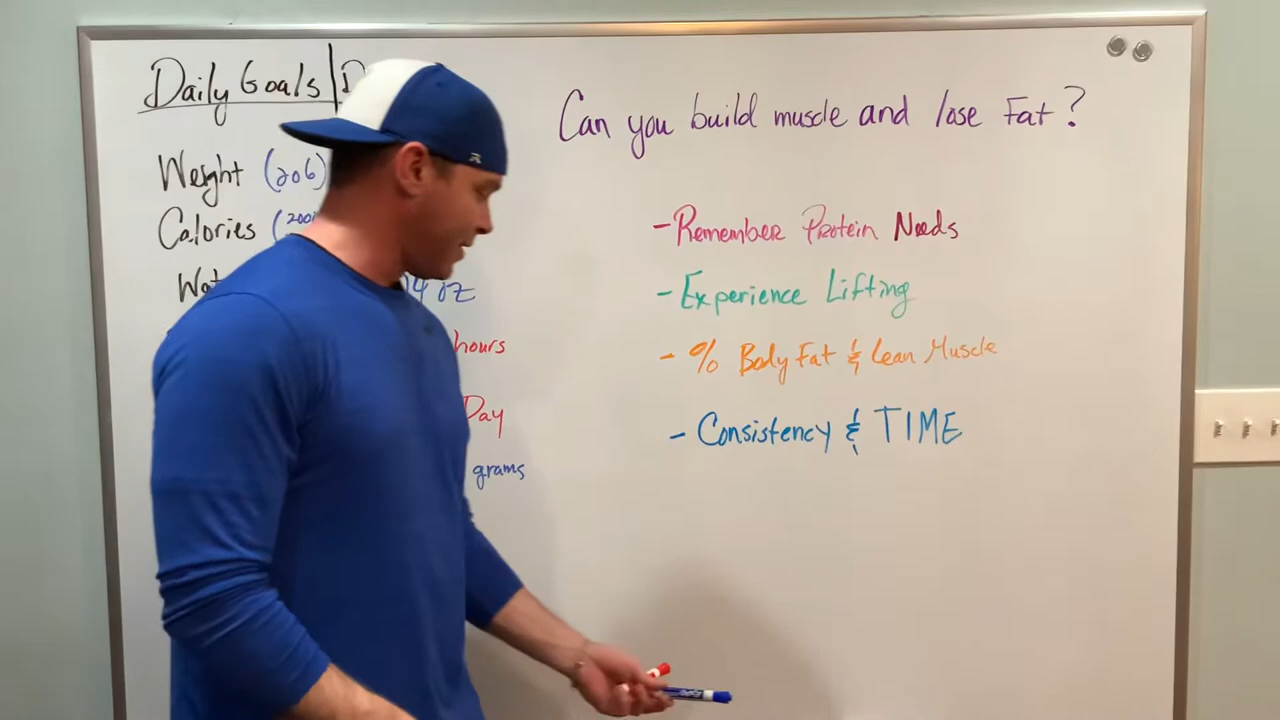 Daily Goals | D
Weight (206)
Calories (200
Wat 4 oz
hours
Day
grams
Can you build muscle and lose Fat?
- Remember Protein Needs
- Experience Lifting
- % Body Fat & Lean Muscle
- Consistency & TIME